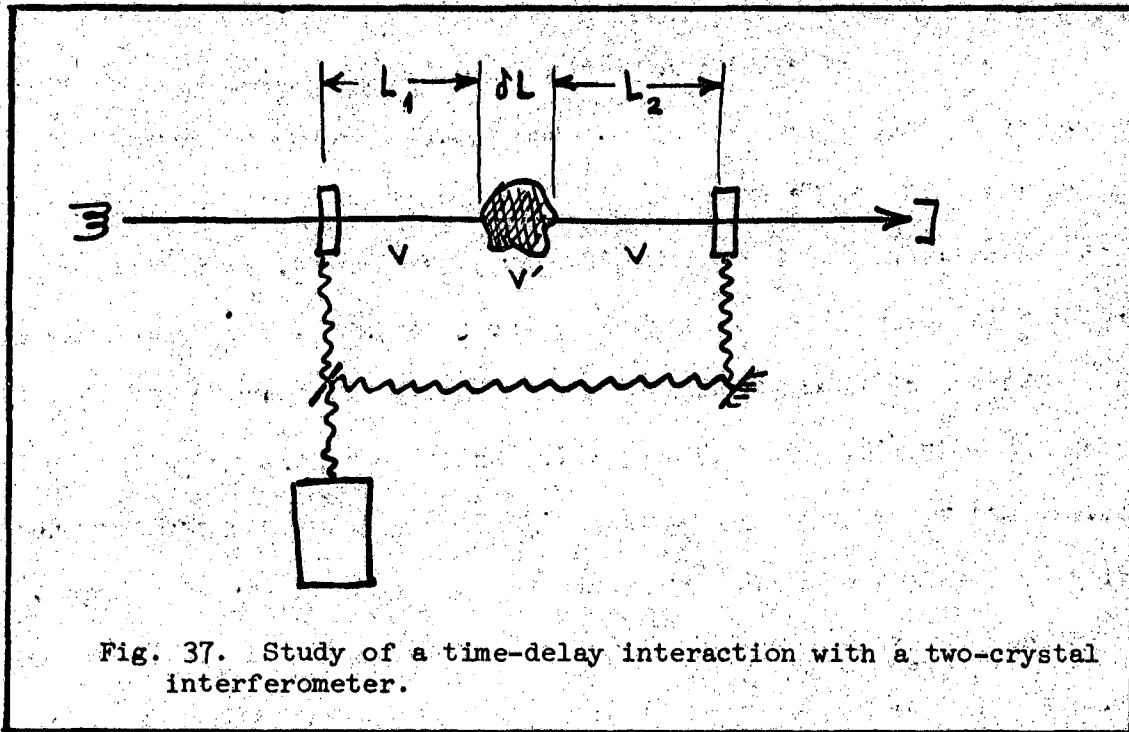 L₁ δL L₂
V V′ V
Fig. 37. Study of a time-delay interaction with a two-crystal
interferometer.